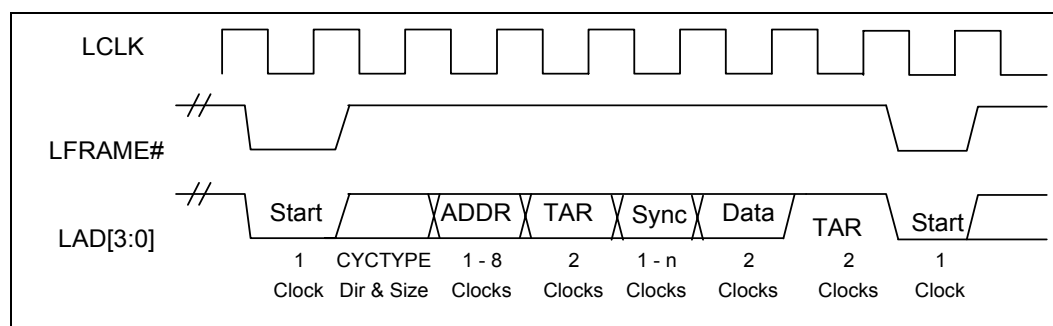 LCLK
LFRAME#
LAD[3:0]
Start ADDR TAR Sync Data TAR Start
1 CYCTYPE 1 - 8 2 1 - n 2 2 1
Clock Dir & Size Clocks Clocks Clocks Clocks Clocks Clock